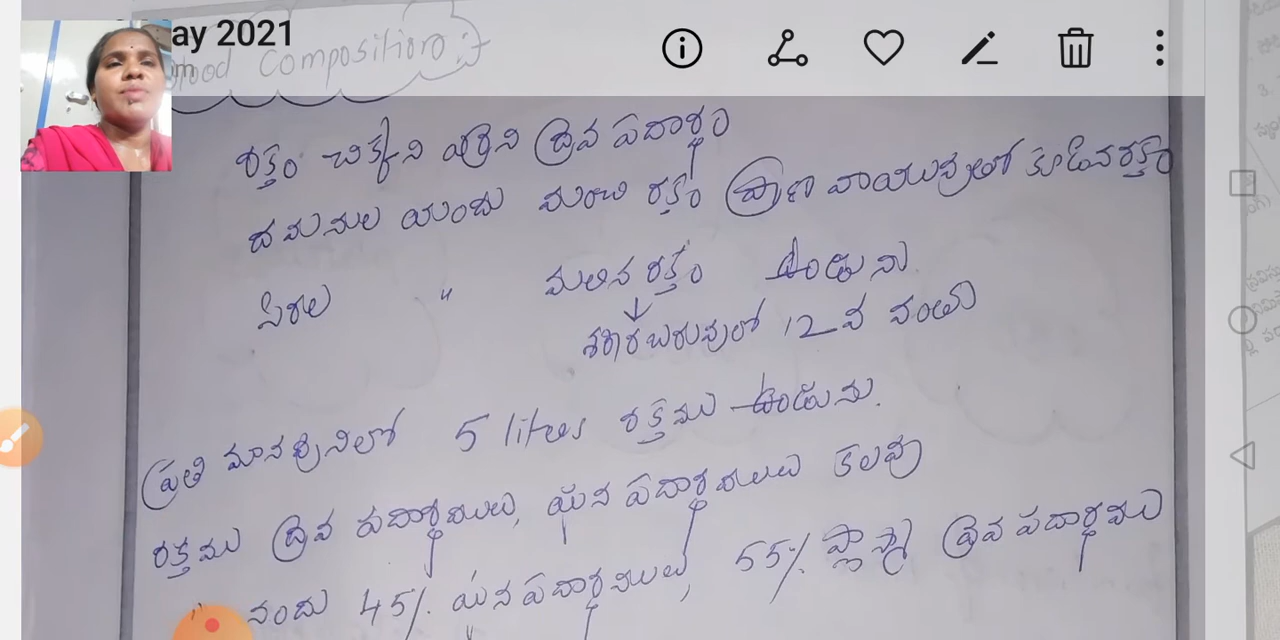 ay 2021
m
Blood Composition :-
రక్తం చిక్కని ఎర్రని ద్రవ పదార్థం
ధమనుల యందు మంచి రక్తం ప్రాణ వాయువుతో కూడిన రక్తం
సిరల " మలిన రక్తం ఉండును
శరీర బరువులో 12వ వంతు
ప్రతి మానవునిలో 5 litres రక్తము ఉండును.
రక్తము ద్రవ పదార్థములు, ఘన పదార్థములు కలవు
" నందు 45% ఘన పదార్థములు, 55% ప్లాస్మా ద్రవ పదార్థము